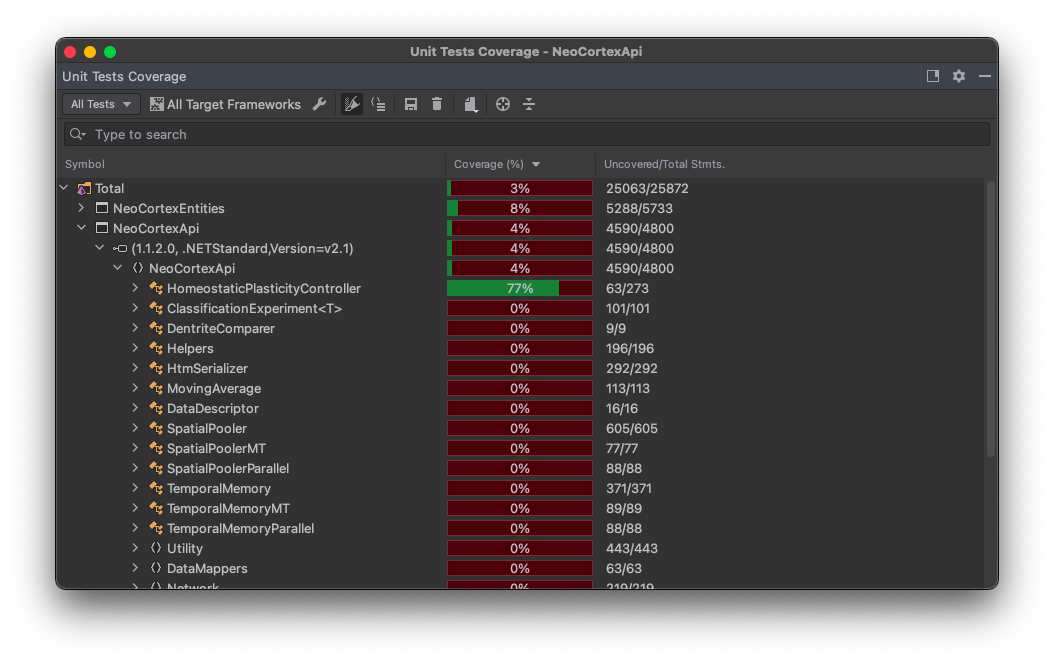 Unit Tests Coverage - NeoCortexApi
Unit Tests Coverage
All Tests All Target Frameworks
Type to search
Symbol Coverage (%) Uncovered/Total Stmts.
Total 3% 25063/25872
NeoCortexEntities 8% 5288/5733
NeoCortexApi 4% 4590/4800
(1.1.2.0, .NETStandard,Version=v2.1) 4% 4590/4800
NeoCortexApi 4% 4590/4800
HomeostaticPlasticityController 77% 63/273
ClassificationExperiment<T> 0% 101/101
DentriteComparer 0% 9/9
Helpers 0% 196/196
HtmSerializer 0% 292/292
MovingAverage 0% 113/113
DataDescriptor 0% 16/16
SpatialPooler 0% 605/605
SpatialPoolerMT 0% 77/77
SpatialPoolerParallel 0% 88/88
TemporalMemory 0% 371/371
TemporalMemoryMT 0% 89/89
TemporalMemoryParallel 0% 88/88
Utility 0% 443/443
DataMappers 0% 63/63
Network 0% 219/219